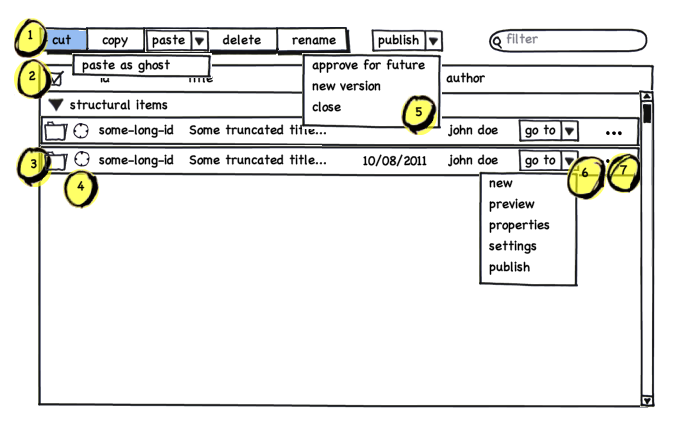 1 cut copy paste delete rename publish filter
paste as ghost approve for future
2 id title author
new version
structural items close 5
some-long-id Some truncated title... john doe go to ...
3 some-long-id Some truncated title... 10/08/2011 john doe go to 6 7
4 new
preview
properties
settings
publish